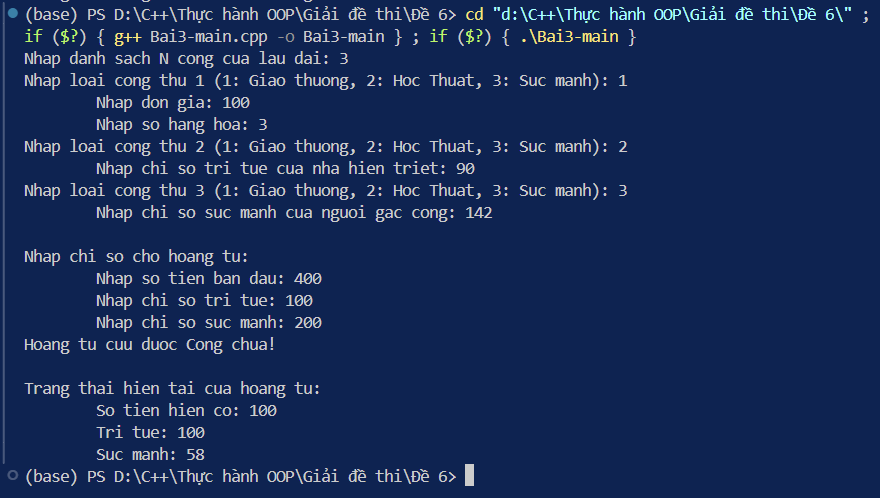 (base) PS D:\C++\Thực hành OOP\Giải đề thi\Đề 6> cd "d:\C++\Thực hành OOP\Giải đề thi\Đề 6\" ;
if ($?) { g++ Bai3-main.cpp -o Bai3-main } ; if ($?) { .\Bai3-main }
Nhap danh sach N cong cua lau dai: 3
Nhap loai cong thu 1 (1: Giao thuong, 2: Hoc Thuat, 3: Suc manh): 1
Nhap don gia: 100
Nhap so hang hoa: 3
Nhap loai cong thu 2 (1: Giao thuong, 2: Hoc Thuat, 3: Suc manh): 2
Nhap chi so tri tue cua nha hien triet: 90
Nhap loai cong thu 3 (1: Giao thuong, 2: Hoc Thuat, 3: Suc manh): 3
Nhap chi so suc manh cua nguoi gac cong: 142
Nhap chi so cho hoang tu:
Nhap so tien ban dau: 400
Nhap chi so tri tue: 100
Nhap chi so suc manh: 200
Hoang tu cuu duoc Cong chua!
Trang thai hien tai cua hoang tu:
So tien hien co: 100
Tri tue: 100
Suc manh: 58
(base) PS D:\C++\Thực hành OOP\Giải đề thi\Đề 6>